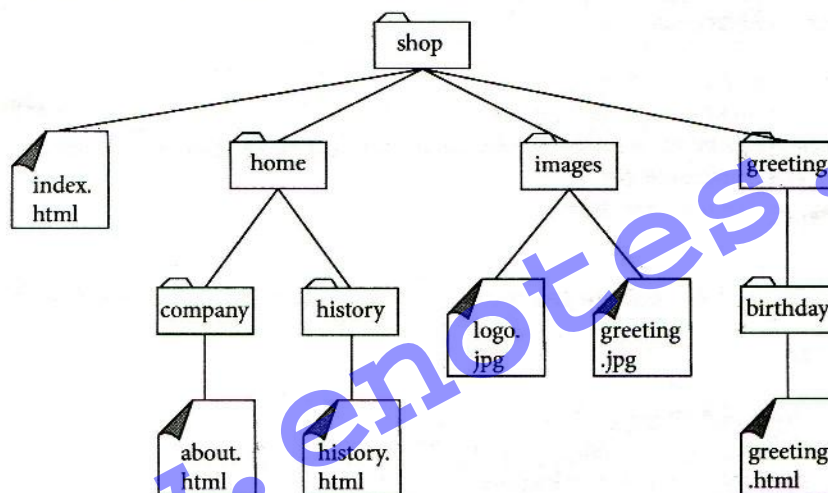 shop
index.
html
home
images
greeting
company
history
logo.
jpg
greeting
.jpg
birthday
about.
html
history.
html
greeting
.html
.enotes.